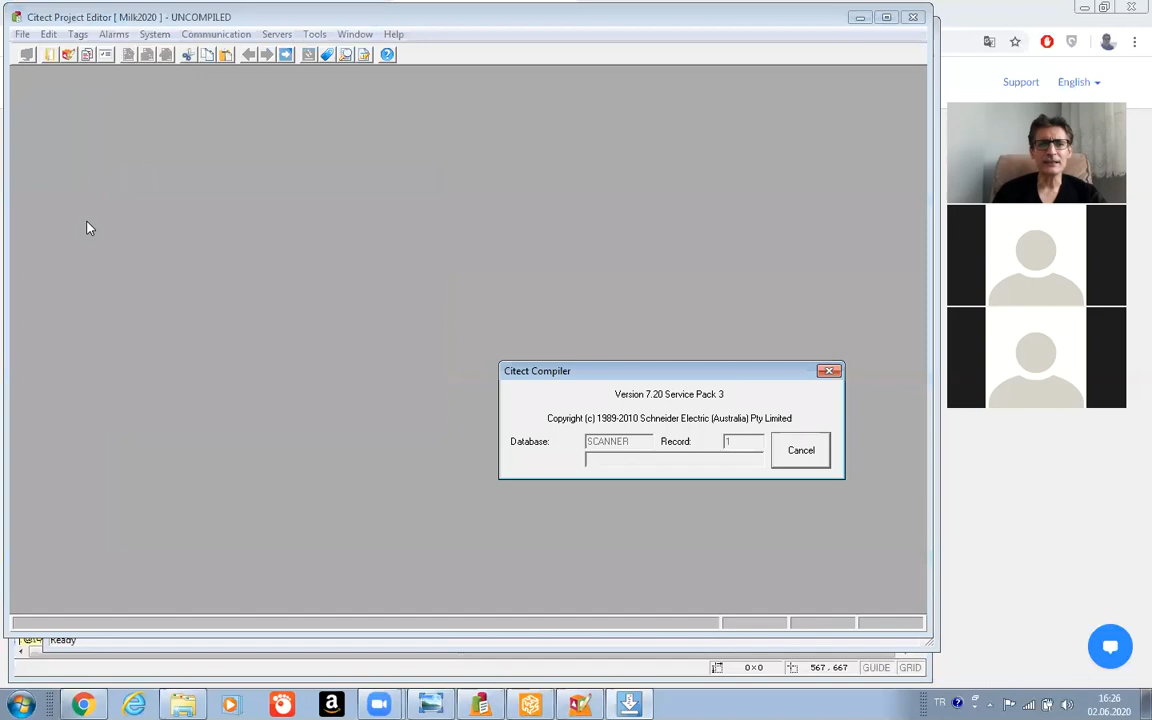 Citect Project Editor [ Milk2020 ] - UNCOMPILED
File Edit Tags Alarms System Communication Servers Tools Window Help
Support English
Citect Compiler
Version 7.20 Service Pack 3
Copyright (c) 1989-2010 Schneider Electric (Australia) Pty Limited
Database: SCANNER Record: 1
Cancel
Ready
0×0 567,667 GUIDE GRID
TR 16:26
02.06.2020